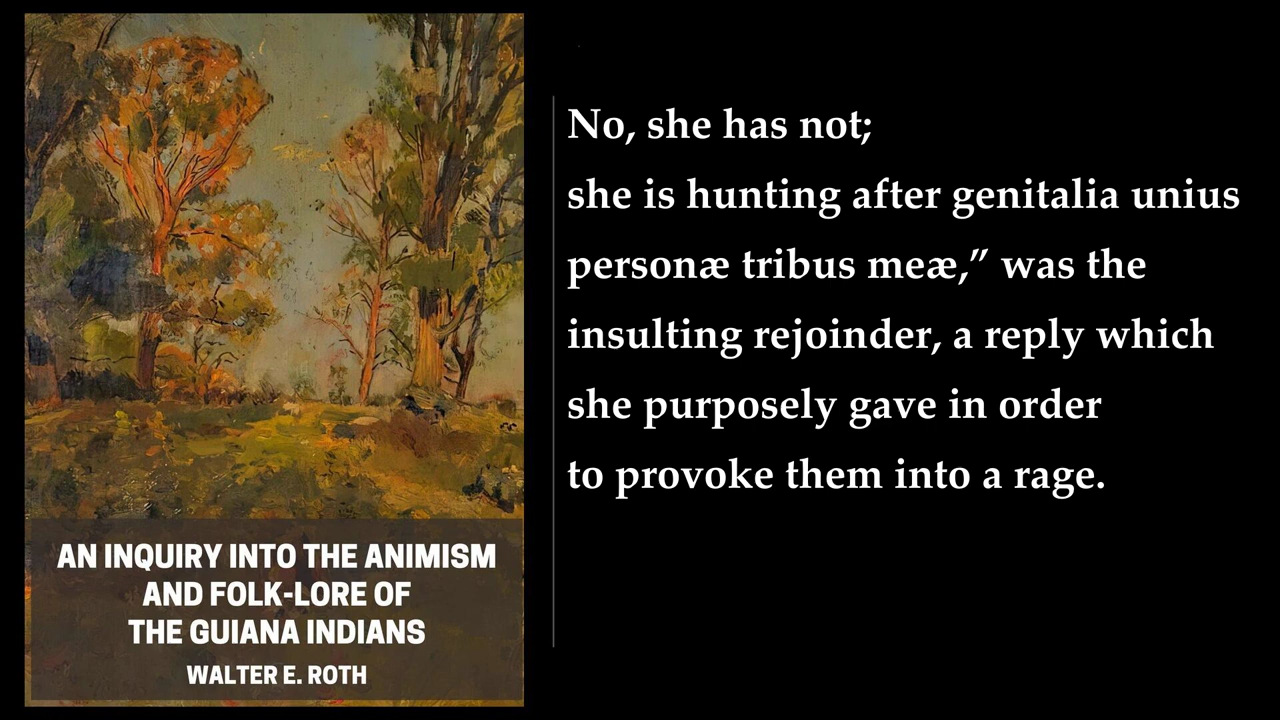 No, she has not;
she is hunting after genitalia unius
personæ tribus meæ,” was the
insulting rejoinder, a reply which
she purposely gave in order
to provoke them into a rage.
AN INQUIRY INTO THE ANIMISM
AND FOLK-LORE OF
THE GUIANA INDIANS
WALTER E. ROTH